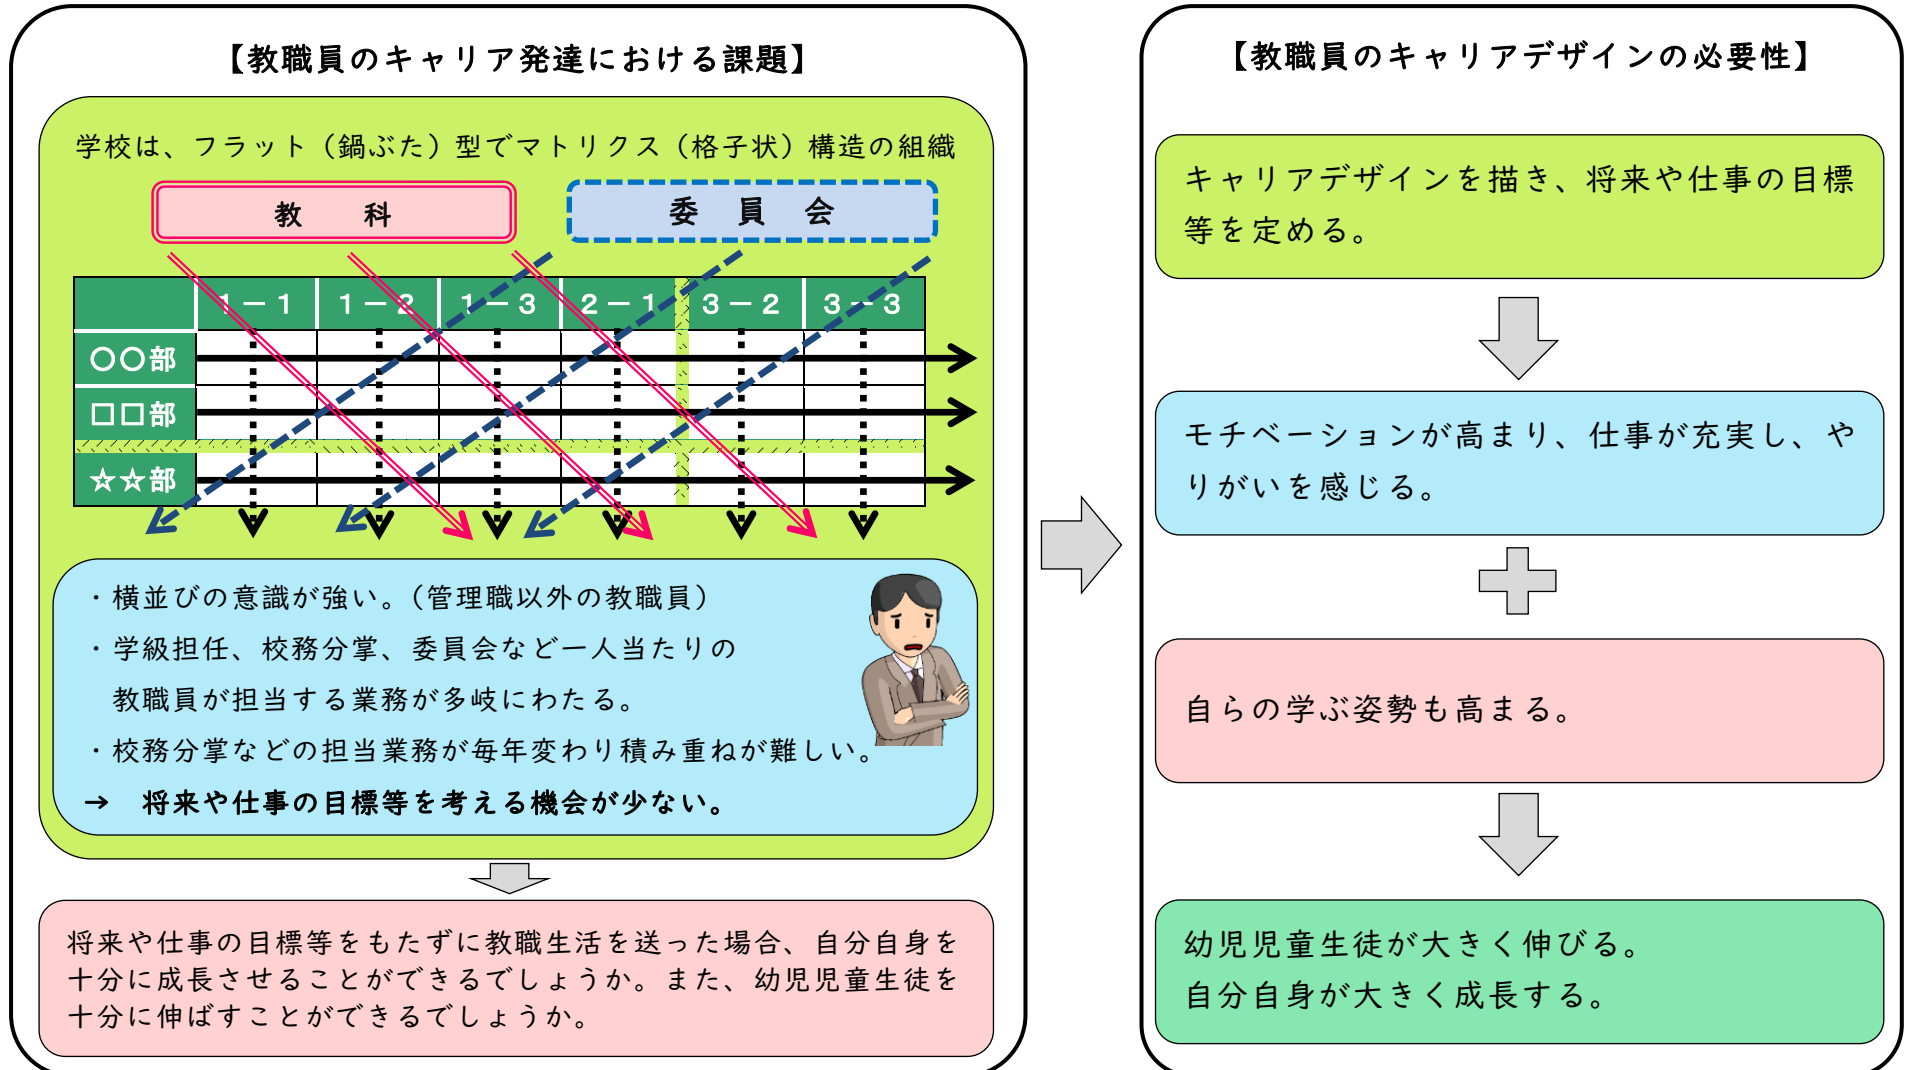 【教職員のキャリア発達における課題】
学校は、フラット（鍋ぶた）型でマトリクス（格子状）構造の組織
教　科
委　員　会
１－１ １－２ １－３ ２－１ ３－２ ３－３
○○部
□□部
☆☆部
・横並びの意識が強い。（管理職以外の教職員）
・学級担任、校務分掌、委員会など一人当たりの
教職員が担当する業務が多岐にわたる。
・校務分掌などの担当業務が毎年変わり積み重ねが難しい。
→　将来や仕事の目標等を考える機会が少ない。
将来や仕事の目標等をもたずに教職生活を送った場合、自分自身を
十分に成長させることができるでしょうか。また、幼児児童生徒を
十分に伸ばすことができるでしょうか。
【教職員のキャリアデザインの必要性】
キャリアデザインを描き、将来や仕事の目標
等を定める。
モチベーションが高まり、仕事が充実し、や
りがいを感じる。
自らの学ぶ姿勢も高まる。
幼児児童生徒が大きく伸びる。
自分自身が大きく成長する。